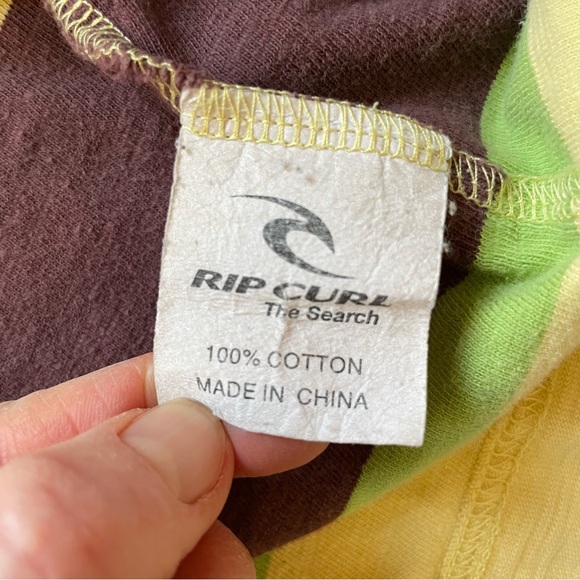 RIP CURL
The Search
100% COTTON
MADE IN CHINA